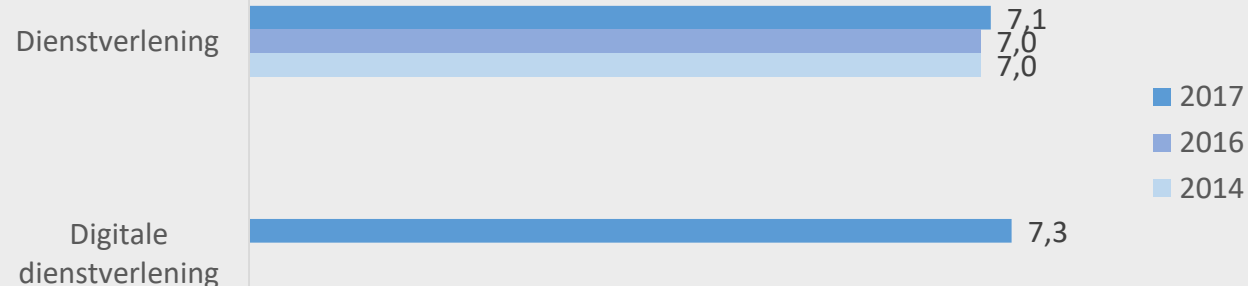 Dienstverlening
7,1
7,0
7,0
2017
2016
2014
Digitale
dienstverlening
7,3